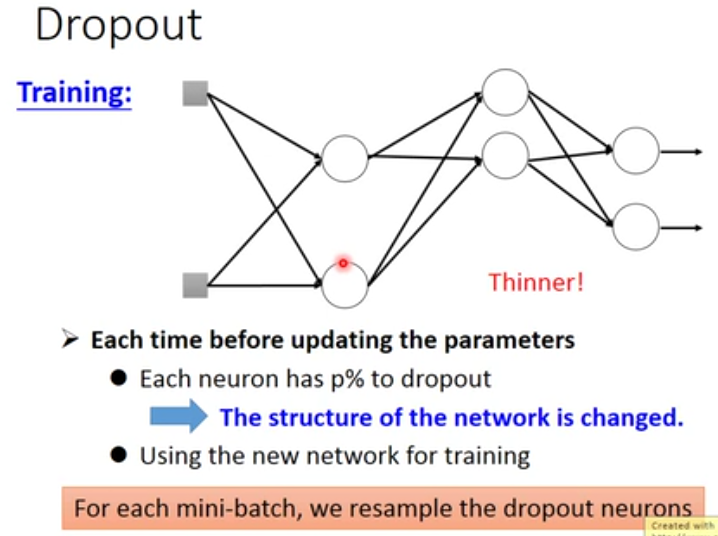 Dropout
Training:
Thinner!
➢ Each time before updating the parameters
● Each neuron has p% to dropout
The structure of the network is changed.
● Using the new network for training
For each mini-batch, we resample the dropout neurons
Created with